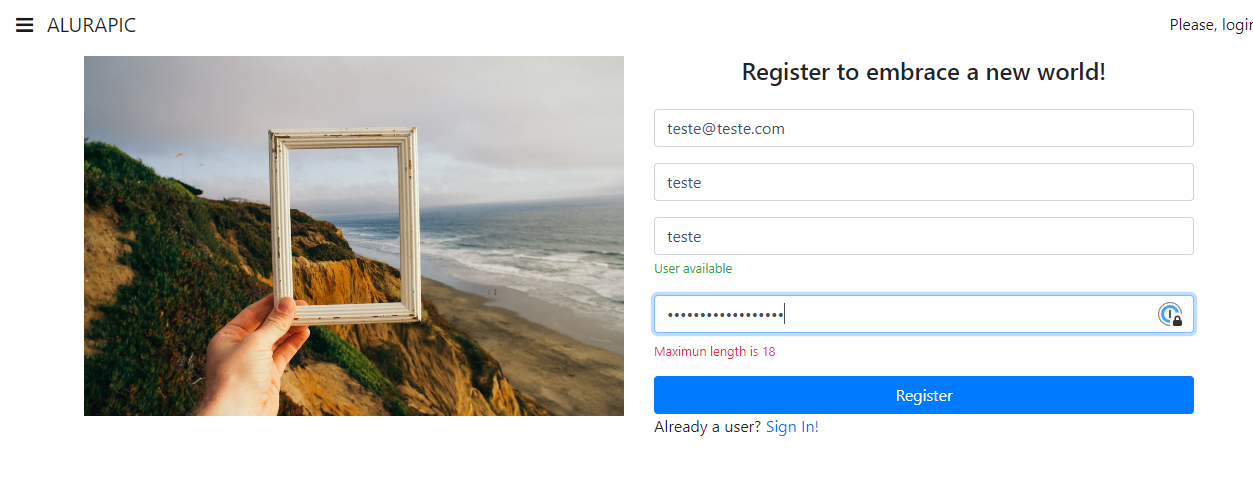 ALURAPIC
Please, login
Register to embrace a new world!
teste@teste.com
teste
teste
User available
••••••••••••••••••
Maximun length is 18
Register
Already a user? Sign In!